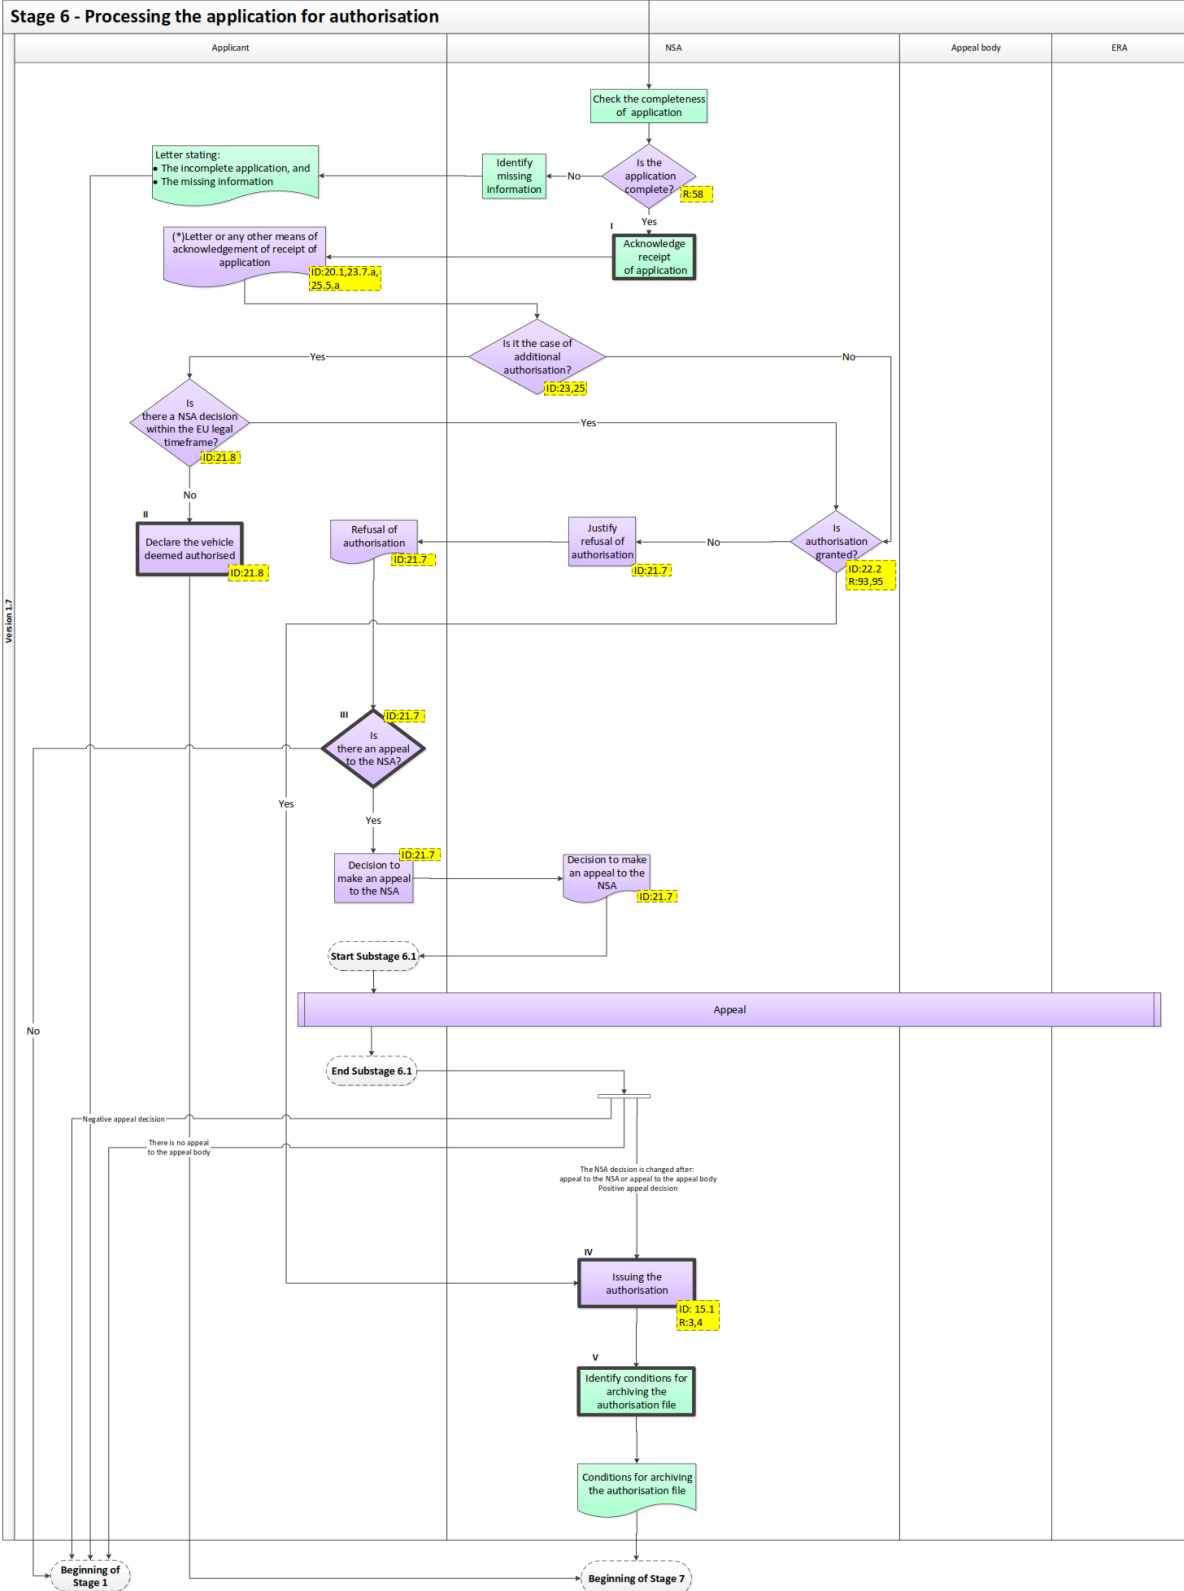 Stage 6 - Processing the application for authorisation
Applicant
NSA
Appeal body
ERA
Version 1.7
Check the completeness
of application
Is the
application
complete?
R:58
No
Identify
missing
information
Letter stating:
• The incomplete application, and
• The missing information
Yes
I
Acknowledge
receipt
of application
(*)Letter or any other means of
acknowledgement of receipt of
application
ID:20.1,23.7.a,
25.5.a
Is it the case of
additional
authorisation?
ID:23,25
Yes
No
Is
there a NSA decision
within the EU legal
timeframe?
ID:21.8
Yes
No
II
Declare the vehicle
deemed authorised
ID:21.8
Refusal of
authorisation
ID:21.7
Justify
refusal of
authorisation
ID:21.7
No
Is
authorisation
granted?
ID:22.2
R:93,95
III
ID:21.7
Is
there an appeal
to the NSA?
Yes
Yes
ID:21.7
Decision to
make an appeal
to the NSA
Decision to make
an appeal to the
NSA
ID:21.7
Start Substage 6.1
Appeal
No
End Substage 6.1
Negative appeal decision
There is no appeal
to the appeal body
The NSA decision is changed after:
appeal to the NSA or appeal to the appeal body
Positive appeal decision
IV
Issuing the
authorisation
ID: 15.1
R:3,4
V
Identify conditions for
archiving the
authorisation file
Conditions for archiving
the authorisation file
Beginning of
Stage 1
Beginning of Stage 7